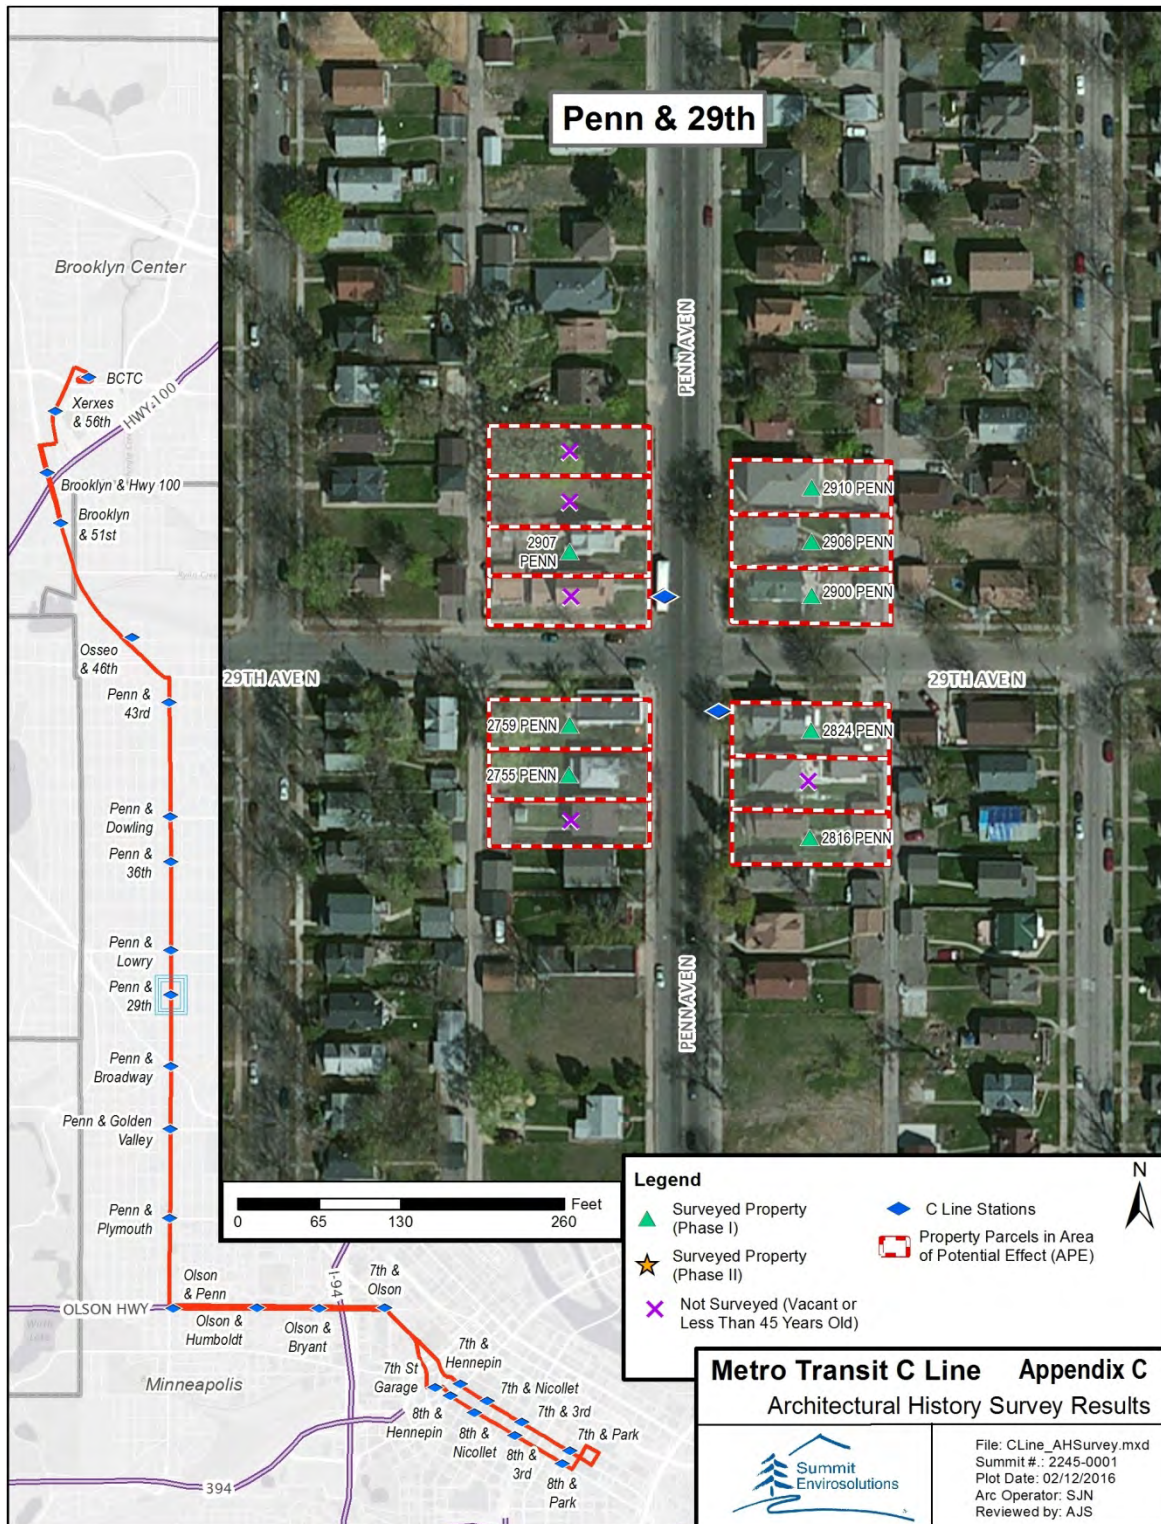 Penn & 29th
Brooklyn Center
BCTC
Xerxes
& 56th
HWY-100
Brooklyn & Hwy 100
Brooklyn
& 51st
Osseo
& 46th
Penn &
43rd
Penn &
Dowling
Penn &
36th
Penn &
Lowry
Penn &
29th
Penn &
Broadway
Penn & Golden
Valley
Penn &
Plymouth
Olson
& Penn
OLSON HWY
Olson &
Humboldt
Olson &
Bryant
I-94
7th &
Olson
Minneapolis
7th St
Garage
7th &
Hennepin
7th & Nicollet
7th & 3rd
7th & Park
8th &
Hennepin
8th &
Nicollet
8th &
3rd
8th &
Park
394
PENN AVE N
2910 PENN
2907
PENN
2906 PENN
2900 PENN
29TH AVE N
29TH AVE N
2759 PENN
2824 PENN
2755 PENN
2816 PENN
PENN AVE N
0 65 130 260 Feet
Legend
Surveyed Property
(Phase I)
Surveyed Property
(Phase II)
Not Surveyed (Vacant or
Less Than 45 Years Old)
C Line Stations
Property Parcels in Area
of Potential Effect (APE)
N
Metro Transit C Line Appendix C
Architectural History Survey Results
Summit
Envirosolutions
File: CLine_AHSurvey.mxd
Summit #.: 2245-0001
Plot Date: 02/12/2016
Arc Operator: SJN
Reviewed by: AJS